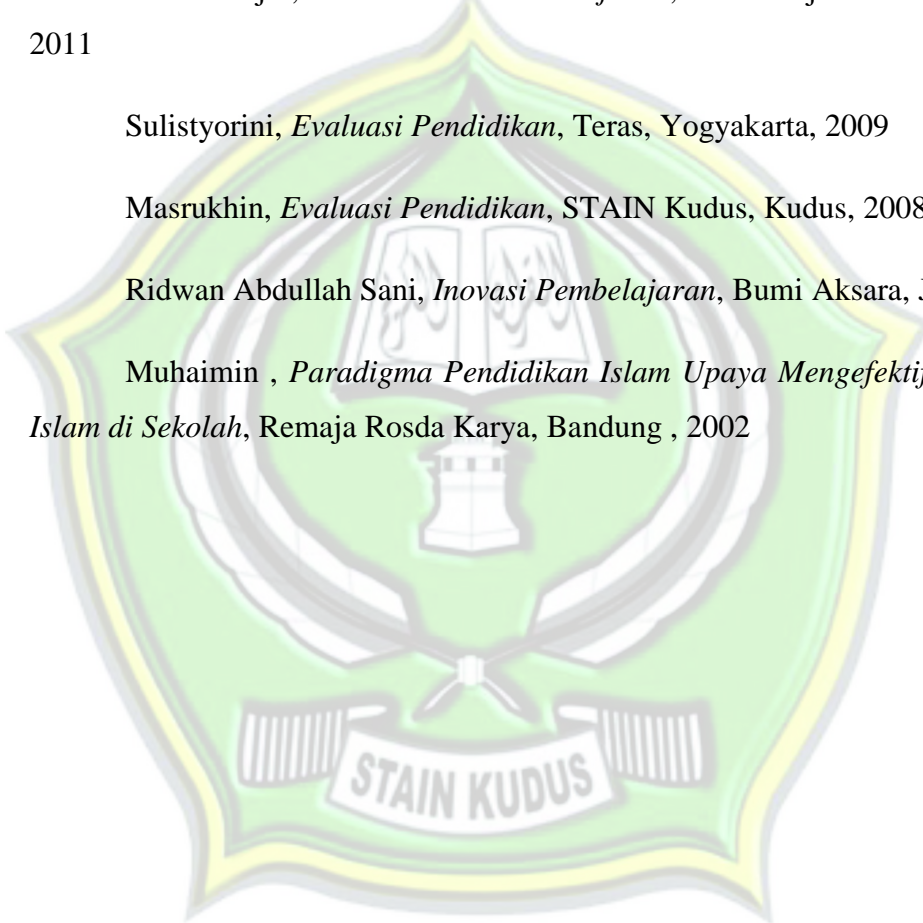 2011
Sulistyorini, Evaluasi Pendidikan, Teras, Yogyakarta, 2009
Masrukhin, Evaluasi Pendidikan, STAIN Kudus, Kudus, 2008
Ridwan Abdullah Sani, Inovasi Pembelajaran, Bumi Aksara,
Muhaimin , Paradigma Pendidikan Islam Upaya
Islam di Sekolah, Remaja Rosda Karya, Bandung , 2002
STAIN KUDUS